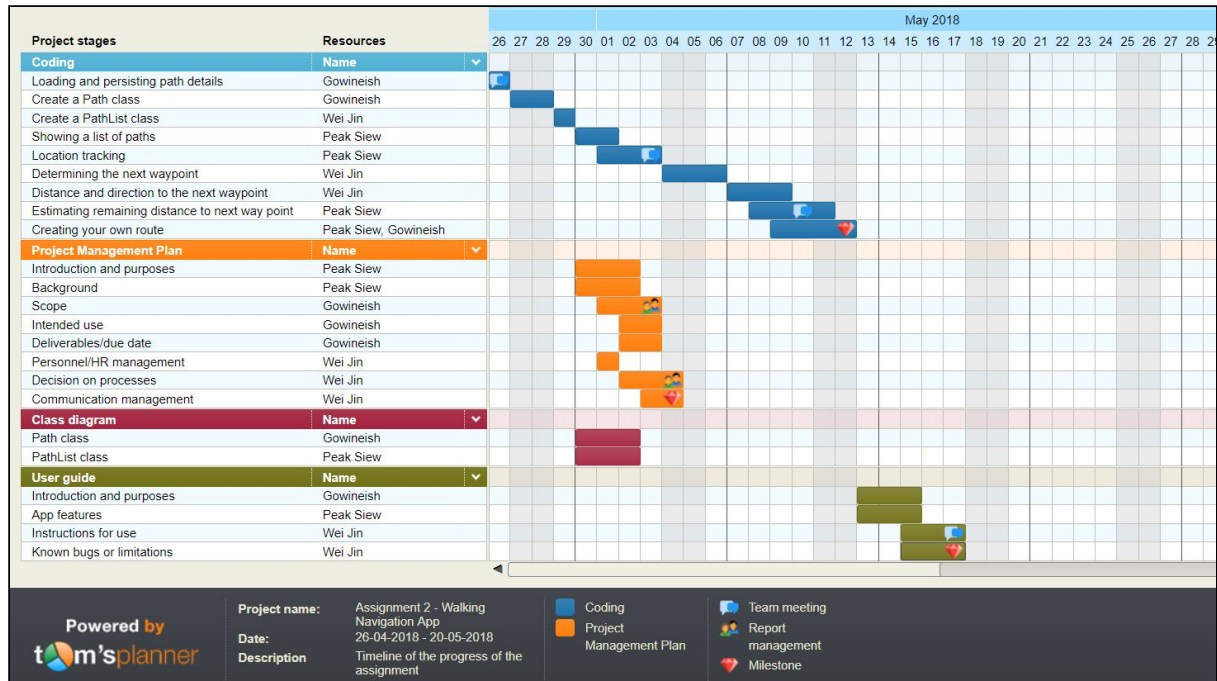 May 2018
Project stages Resources 26 27 28 29 30 01 02 03 04 05 06 07 08 09 10 11 12 13 14 15 16 17 18 19 20 21 22 23 24 25 26 27 28
Coding Name
Loading and persisting path details Gowineish
Create a Path class Gowineish
Create a PathList class Wei Jin
Showing a list of paths Peak Siew
Location tracking Peak Siew
Determining the next waypoint Wei Jin
Distance and direction to the next waypoint Wei Jin
Estimating remaining distance to next way point Peak Siew
Creating your own route Peak Siew, Gowineish
Project Management Plan Name
Introduction and purposes Peak Siew
Background Peak Siew
Scope Gowineish
Intended use Gowineish
Deliverables/due date Gowineish
Personnel/HR management Wei Jin
Decision on processes Wei Jin
Communication management Wei Jin
Class diagram Name
Path class Gowineish
PathList class Peak Siew
User guide Name
Introduction and purposes Gowineish
App features Peak Siew
Instructions for use Wei Jin
Known bugs or limitations Wei Jin
Powered by
tom'splanner
Project name: Assignment 2 - Walking
Navigation App
Date: 26-04-2018 - 20-05-2018
Description Timeline of the progress of the
assignment
Coding
Project
Management Plan
Team meeting
Report
management
Milestone